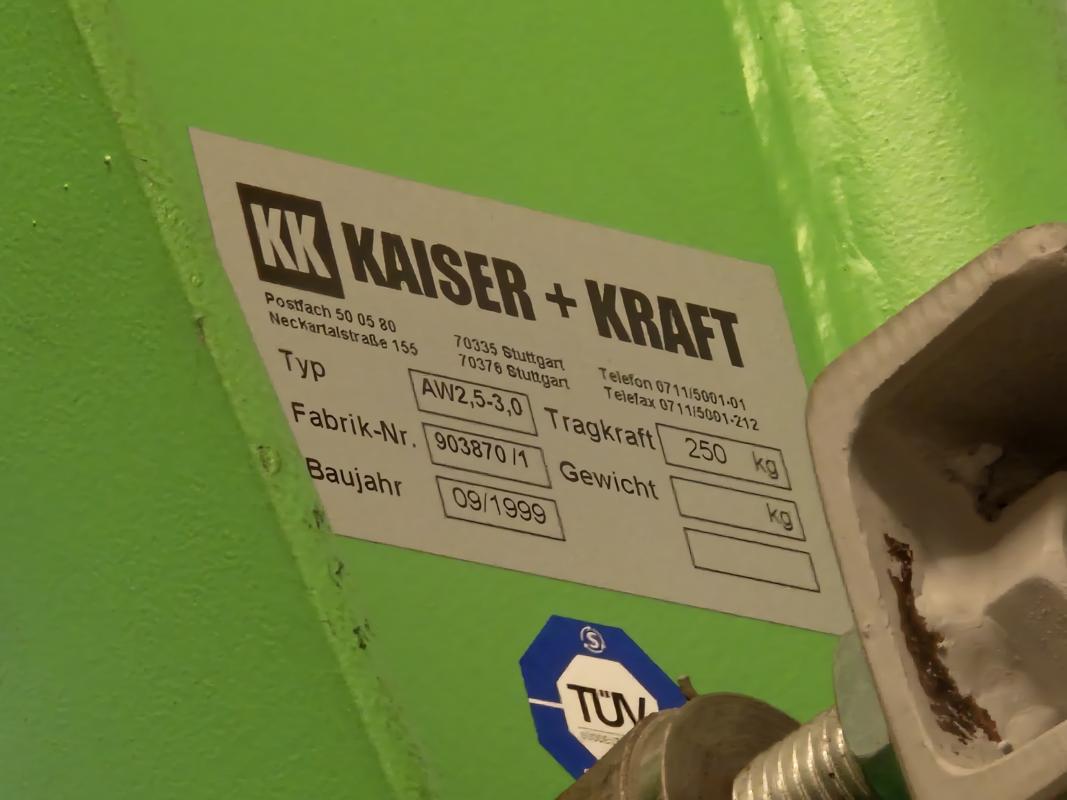 KK KAISER + KRAFT
Postfach 50 05 80 70335 Stuttgart Telefon 0711/5001-01
Neckartalstraße 155 70376 Stuttgart Telefax 0711/5001-212
Typ AW2,5-3,0 Tragkraft 250 kg
Fabrik-Nr. 903870/1 Gewicht kg
Baujahr 09/1999
S
TÜV